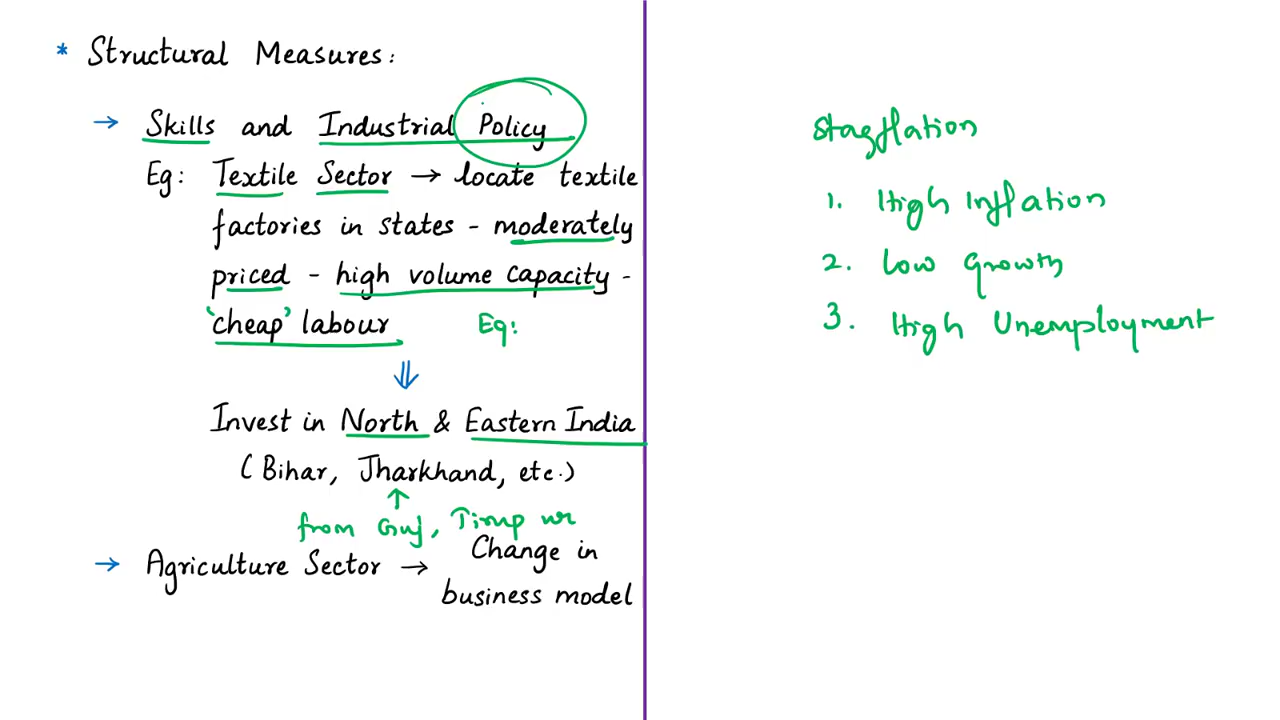 * Structural Measures:
→ Skills and Industrial Policy
Eg: Textile Sector → locate textile
factories in states - moderately
priced - high volume capacity -
'cheap' labour Eg:
⇓
Invest in North & Eastern India
(Bihar, Jharkhand, etc.)
↑
from Guj,
→ Agriculture Sector → Change in
business model
Stagflation
1. High Inflation
2. Low Growth
3. High Unemployment